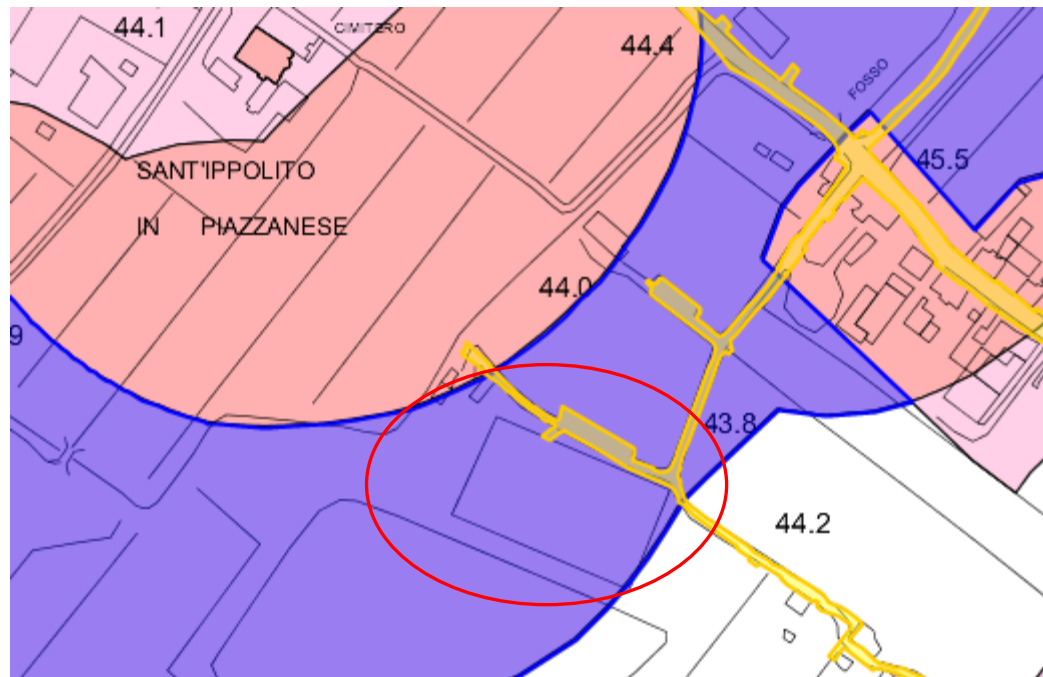 44.1
CIMITERO
44.4
FOSSO
45.5
SANT'IPPOLITO
IN PIAZZANESE
44.0
9
43.8
44.2